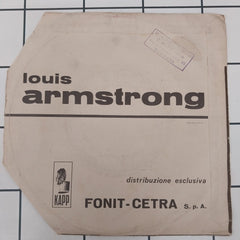 louis
armstrong
distribuzione esclusiva
KAPP
FONIT-CETRA S.p.A.